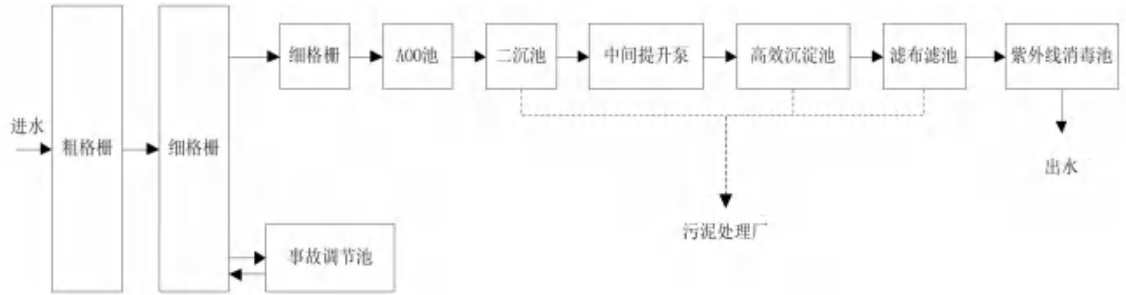 进水
粗格栅
细格栅
细格栅
AOO池
二沉池
中间提升泵
高效沉淀池
滤布滤池
紫外线消毒池
出水
污泥处理厂
事故调节池